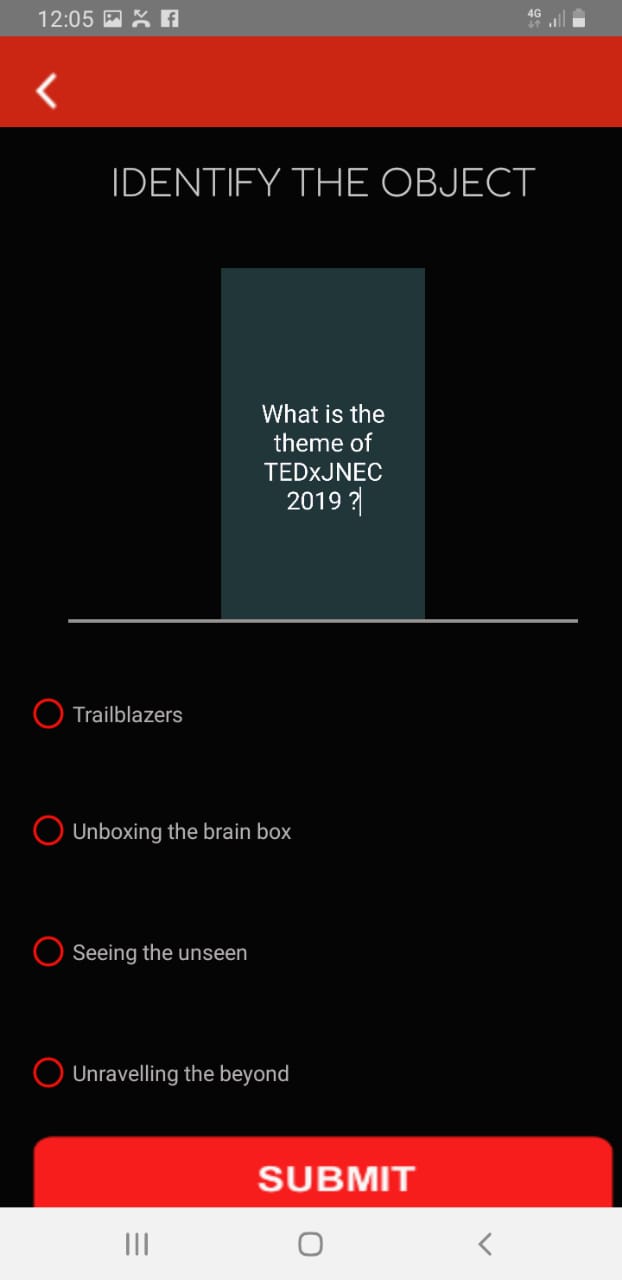 12:05
4G
IDENTIFY THE OBJECT
What is the
theme of
TEDxJNEC
2019 ?
Trailblazers
Unboxing the brain box
Seeing the unseen
Unravelling the beyond
SUBMIT